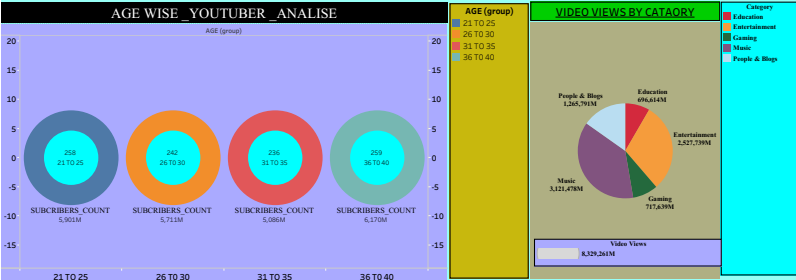 AGE WISE _YOUTUBER _ANALISE
AGE (group)
20
15
10
5
0
-5
-10
-15
20
15
10
5
0
-5
-10
-15
258
21 TO 25
242
26 TO 30
236
31 TO 35
259
36 TO 40
SUBCRIBERS_COUNT
5,901M
SUBCRIBERS_COUNT
5,711M
SUBCRIBERS_COUNT
5,086M
SUBCRIBERS_COUNT
6,170M
21 TO 25
26 TO 30
31 TO 35
36 TO 40
AGE (group)
21 TO 25
26 TO 30
31 TO 35
36 TO 40
VIDEO VIEWS BY CATAORY
People & Blogs
1,265,791M
Education
696,614M
Entertainment
2,527,739M
Music
3,121,478M
Gaming
717,639M
Video Views
8,329,261M
Category
Education
Entertainment
Gaming
Music
People & Blogs